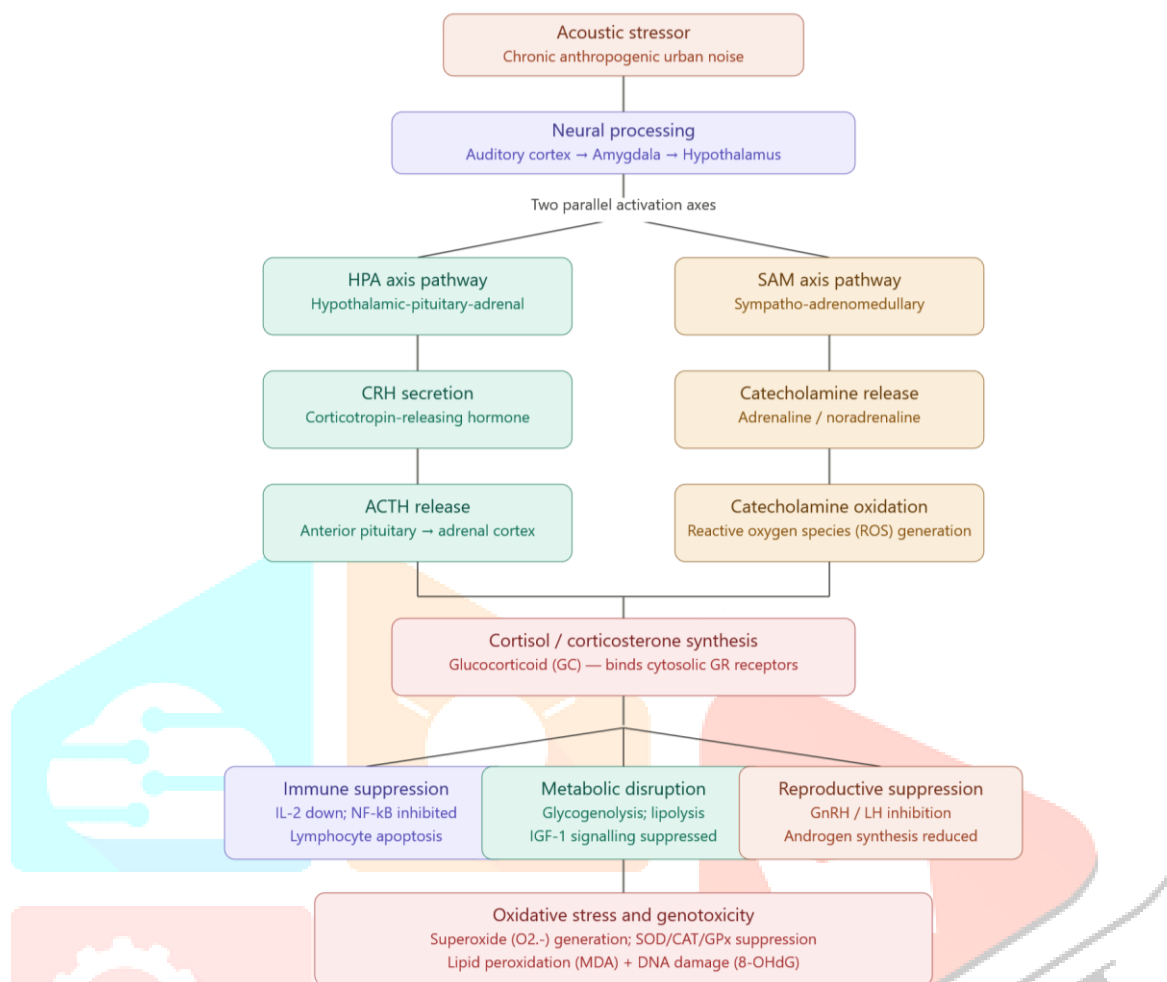 Acoustic stressor
Chronic anthropogenic urban noise
Neural processing
Auditory cortex → Amygdala → Hypothalamus
Two parallel activation axes
HPA axis pathway
Hypothalamic-pituitary-adrenal
SAM axis pathway
Sympatho-adrenomedullary
CRH secretion
Corticotropin-releasing hormone
Catecholamine release
Adrenaline / noradrenaline
ACTH release
Anterior pituitary → adrenal cortex
Catecholamine oxidation
Reactive oxygen species (ROS) generation
Cortisol / corticosterone synthesis
Glucocorticoid (GC) — binds cytosolic GR receptors
Immune suppression
IL-2 down; NF-kB inhibited
Lymphocyte apoptosis
Metabolic disruption
Glycogenolysis; lipolysis
IGF-1 signalling suppressed
Reproductive suppression
GnRH / LH inhibition
Androgen synthesis reduced
Oxidative stress and genotoxicity
Superoxide (O2.-) generation; SOD/CAT/GPx suppression
Lipid peroxidation (MDA) + DNA damage (8-OHdG)